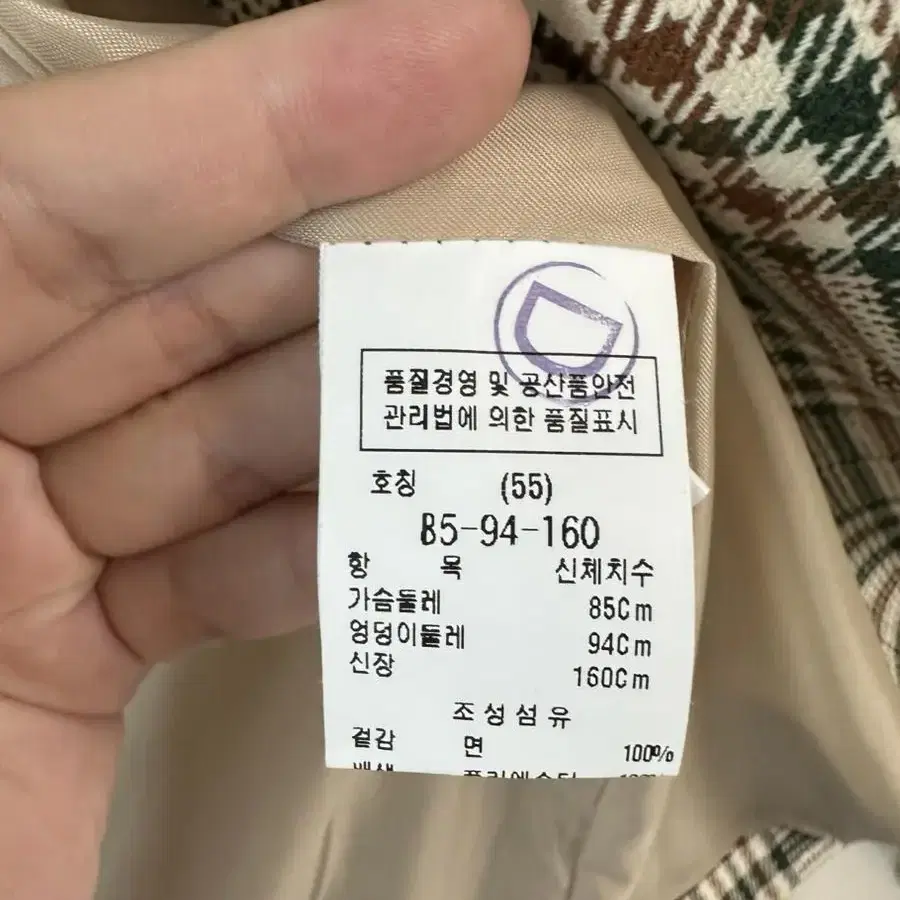 D
품질경영 및 공산품안전
관리법에 의한 품질표시
호칭 (55)
85-94-160
항 목 신체치수
가슴둘레 85Cm
엉덩이둘레 94Cm
신장 160Cm
조성섬유
겉감 면 100%